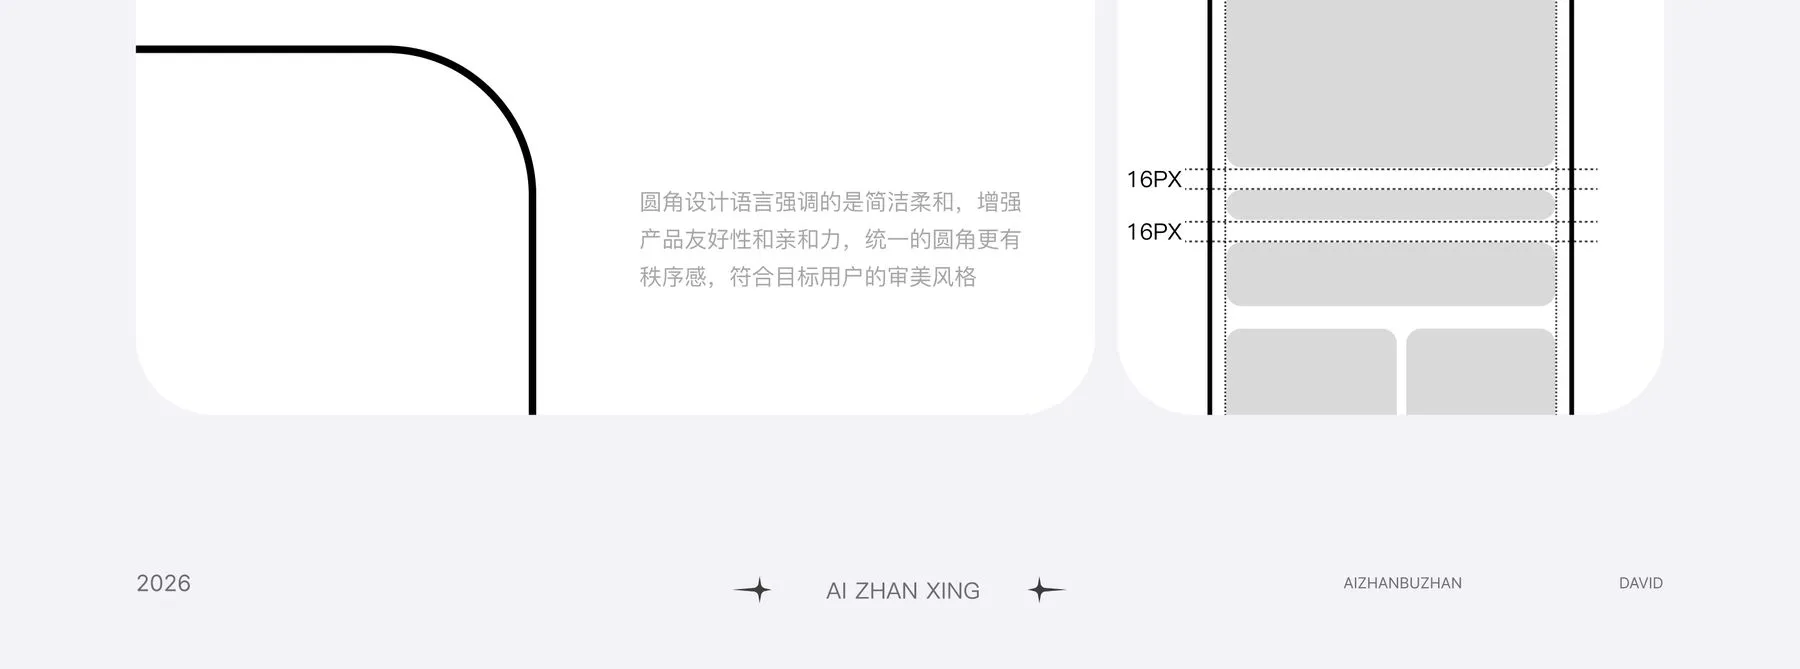 圆角设计语言强调的是简洁柔和，增强
产品友好性和亲和力，统一的圆角更有
秩序感，符合目标用户的审美风格
16PX
16PX
2026
AI ZHAN XING
AIZHANBUZHAN
DAVID